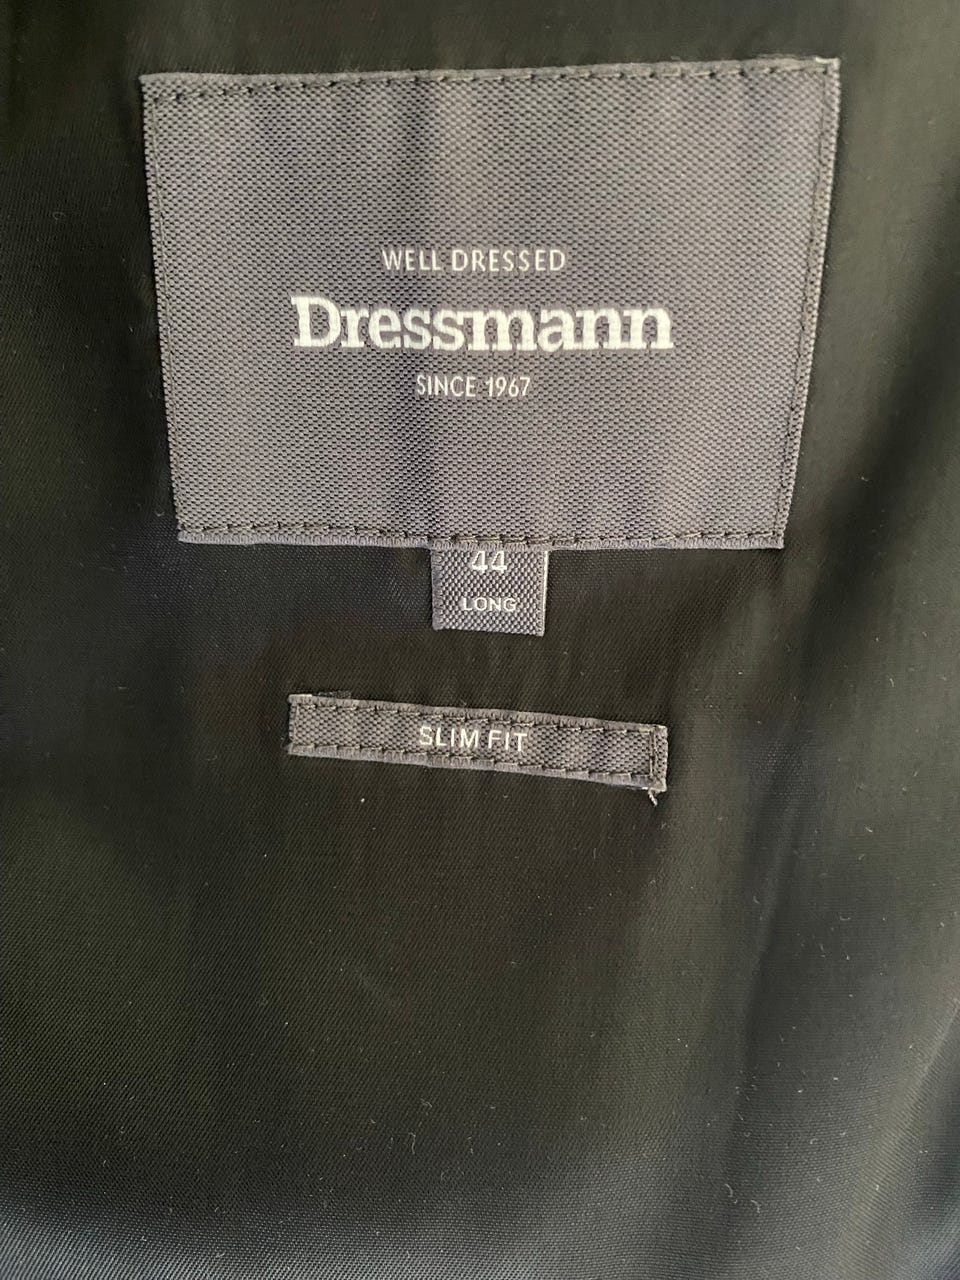 WELL DRESSED
Dressmann
SINCE 1967
44
LONG
SLIM FIT